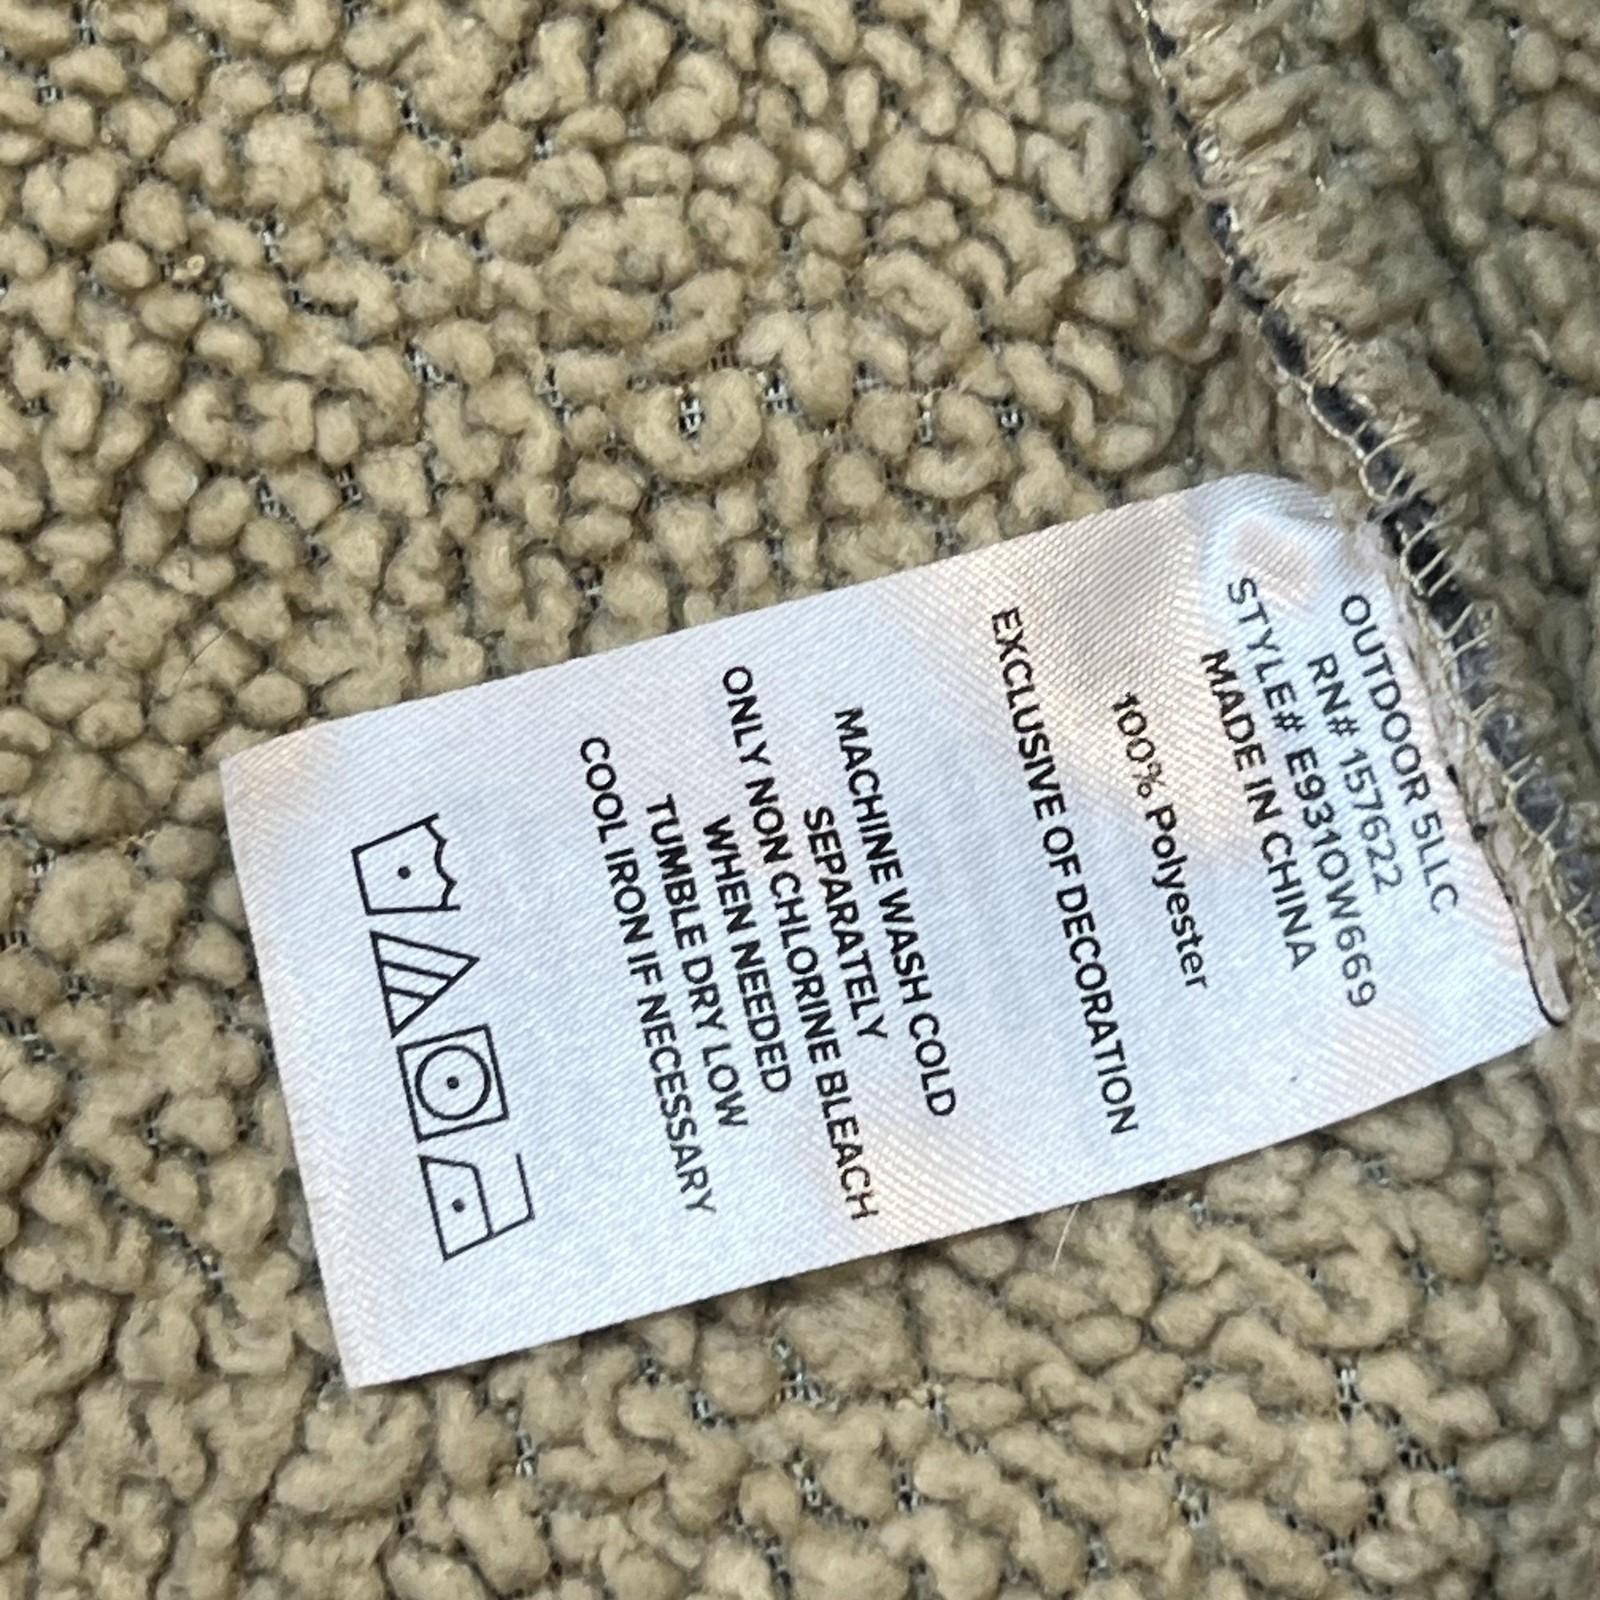 OUTDOOR 5LLC
RN# 157622
STYLE# E931OW669
MADE IN CHINA
100% Polyester
EXCLUSIVE OF DECORATION
MACHINE WASH COLD
SEPARATELY
ONLY NON CHLORINE BLEACH
WHEN NEEDED
TUMBLE DRY LOW
COOL IRON IF NECESSARY